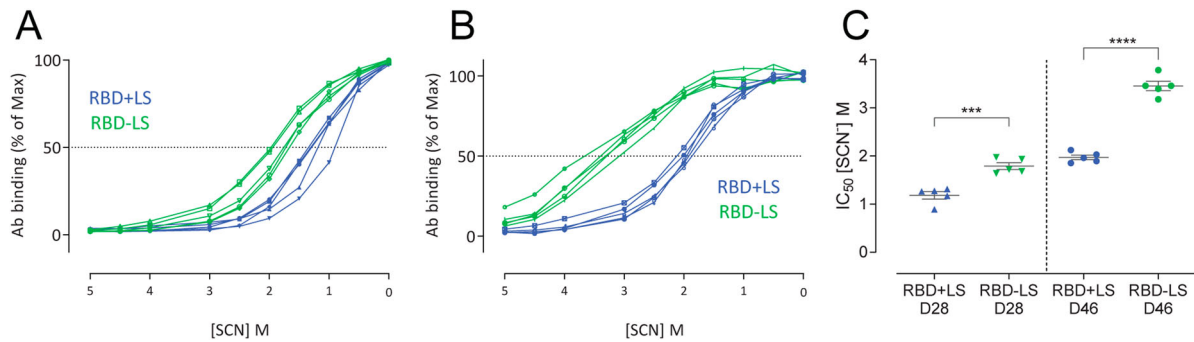 A
Ab binding (% of Max)
100
50
0
RBD+LS
RBD-LS
5 4 3 2 1 0
[SCN] M
B
Ab binding (% of Max)
100
50
0
RBD+LS
RBD-LS
5 4 3 2 1 0
[SCN] M
C
IC50 [SCN-] M
4
3
2
1
0
***
****
RBD+LS RBD-LS RBD+LS RBD-LS
D28 D28 D46 D46